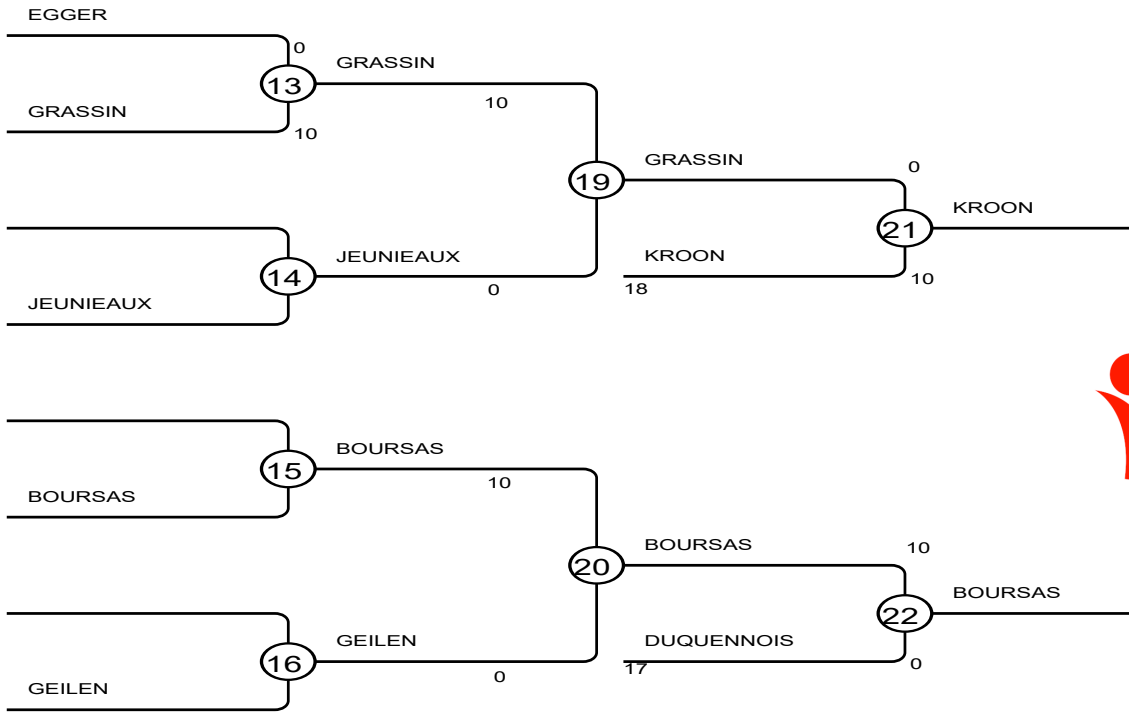 EGGER
0
13
GRASSIN
10
GRASSIN
10
19
GRASSIN
0
21
KROON
14
JEUNIEAUX
0
KROON
18
10
JEUNIEAUX
15
BOURSAS
10
BOURSAS
20
BOURSAS
10
22
BOURSAS
16
GEILEN
0
DUQUENNOIS
17
0
GEILEN